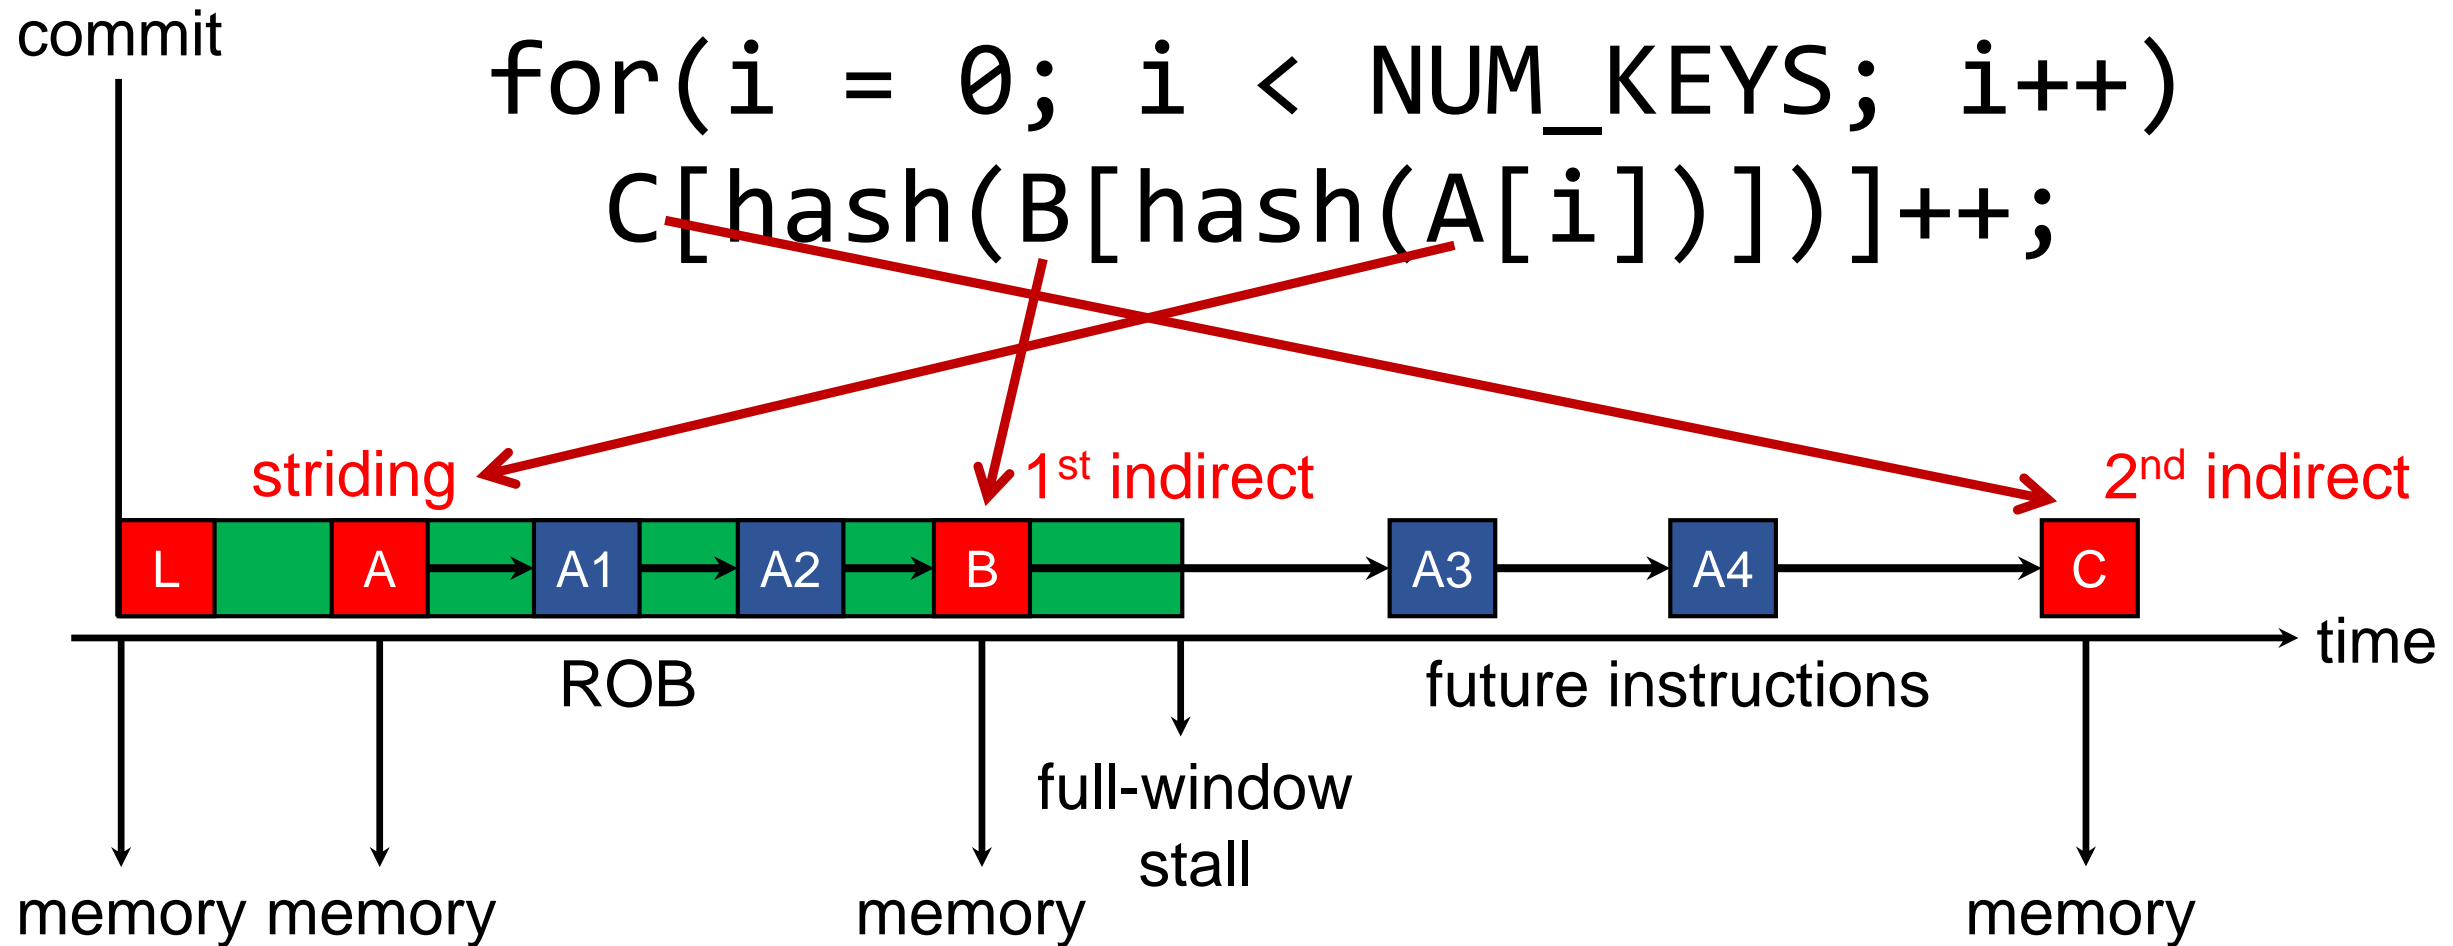 commit
for(i = 0; i < NUM_KEYS; i++)
C[hash(B[hash(A[i])])]++;
striding
1st indirect
2nd indirect
L
A
A1
A2
B
A3
A4
C
time
ROB
future instructions
full-window
stall
memory
memory
memory
memory